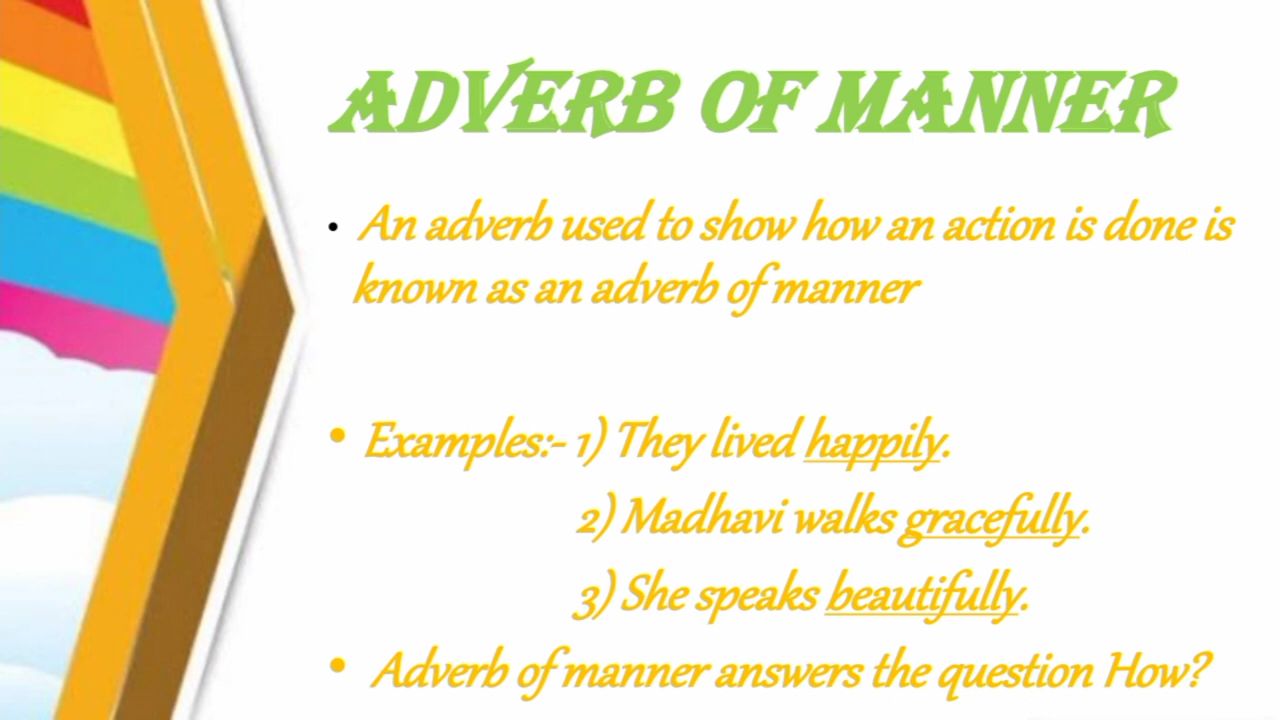 ADVERB OF MANNER
• An adverb used to show how an action is done is
known as an adverb of manner
• Examples:- 1) They lived happily.
2) Madhavi walks gracefully.
3) She speaks beautifully.
• Adverb of manner answers the question How?